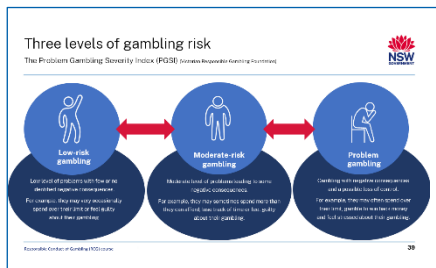 Three levels of gambling risk
The Problem Gambling Severity Index (PGSI) (Victorian Responsible Gambling Foundation)
NSW
GOVERNMENT
Low-risk
gambling
Low level of problems with few or no
identified negative consequences.
For example, they may very occasionally
spend over their limit or feel guilty
about their gambling.
Moderate-risk
gambling
Moderate level of problems leading to some
negative consequences.
For example, they may sometimes spend more than
they can afford, lose track of time or feel guilty
about their gambling.
Problem
gambling
Gambling with negative consequences
and a possible loss of control.
For example, they may often spend over
their limit, gamble to win back money
and feel stressed about their gambling.
Responsible Conduct of Gambling (RCG) course
39